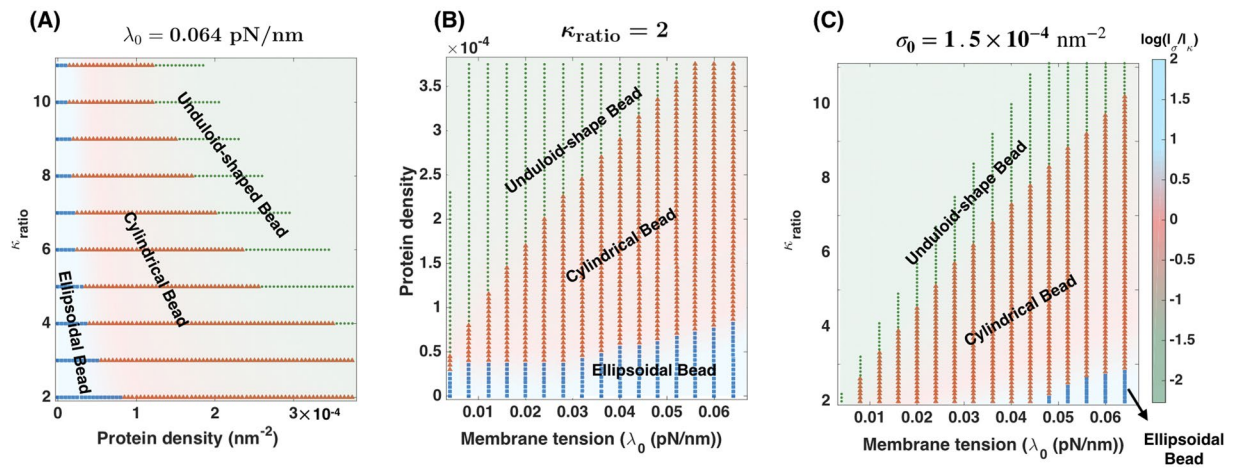 (A)
λ₀ = 0.064 pN/nm
κ ratio
10
8
6
4
2
0
1
2
3×10⁻⁴
Protein density (nm⁻²)
Unduloid-shaped Bead
Cylindrical Bead
Ellipsoidal Bead
(B)
κ_ratio = 2
×10⁻⁴
Protein density
3.5
3
2.5
2
1.5
1
0.5
0
0.01
0.02
0.03
0.04
0.05
0.06
Membrane tension (λ₀ (pN/nm))
Unduloid-shape Bead
Cylindrical Bead
Ellipsoidal Bead
(C)
σ₀ = 1.5×10⁻⁴ nm⁻²
κ ratio
10
8
6
4
2
0.01
0.02
0.03
0.04
0.05
0.06
Membrane tension (λ₀ (pN/nm))
Unduloid-shape Bead
Cylindrical Bead
Ellipsoidal
Bead
log(l_σ/l_κ)
2
1.5
1
0.5
0
-0.5
-1
-1.5
-2